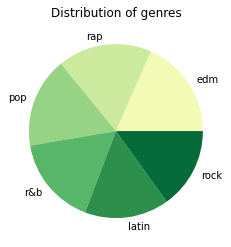 Distribution of genres
rap
edm
pop
r&b
rock
latin